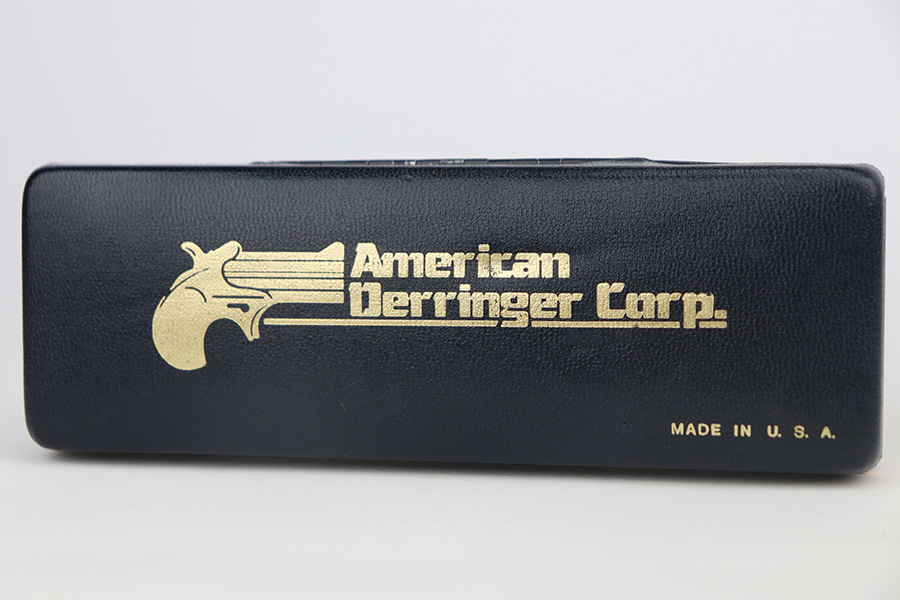 American
Derringer Corp.
MADE IN U. S. A.